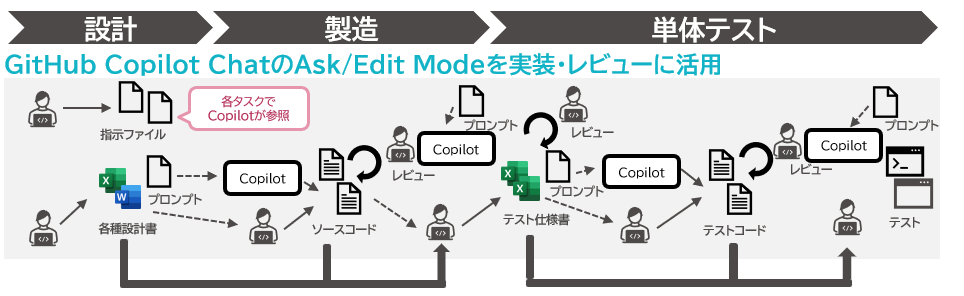 設計
製造
単体テスト
GitHub Copilot ChatのAsk/Edit Modeを実装・レビューに活用
指示ファイル
各タスクで
Copilotが参照
プロンプト
レビュー
プロンプト
X
W
プロンプト
Copilot
レビュー
Copilot
X
X
プロンプト
Copilot
レビュー
Copilot
各種設計書
ソースコード
テスト仕様書
テストコード
テスト